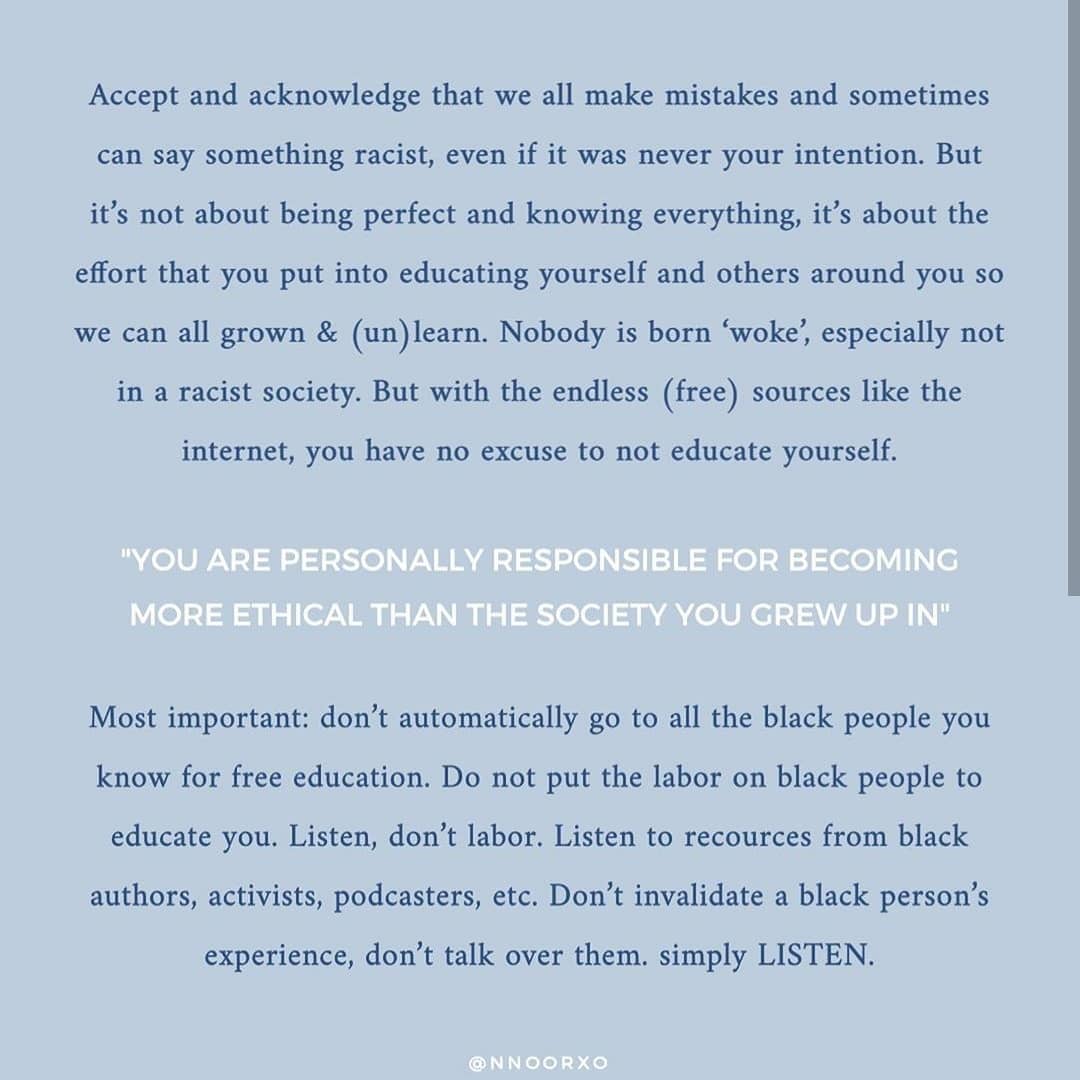 Accept and acknowledge that we all make mistakes and sometimes
can say something racist, even if it was never your intention. But
it’s not about being perfect and knowing everything, it’s about the
effort that you put into educating yourself and others around you so
we can all grown & (un)learn. Nobody is born ‘woke’, especially not
in a racist society. But with the endless (free) sources like the
internet, you have no excuse to not educate yourself.
"YOU ARE PERSONALLY RESPONSIBLE FOR BECOMING
MORE ETHICAL THAN THE SOCIETY YOU GREW UP IN"
Most important: don’t automatically go to all the black people you
know for free education. Do not put the labor on black people to
educate you. Listen, don’t labor. Listen to recources from black
authors, activists, podcasters, etc. Don’t invalidate a black person’s
experience, don’t talk over them. simply LISTEN.
@NNOORXO